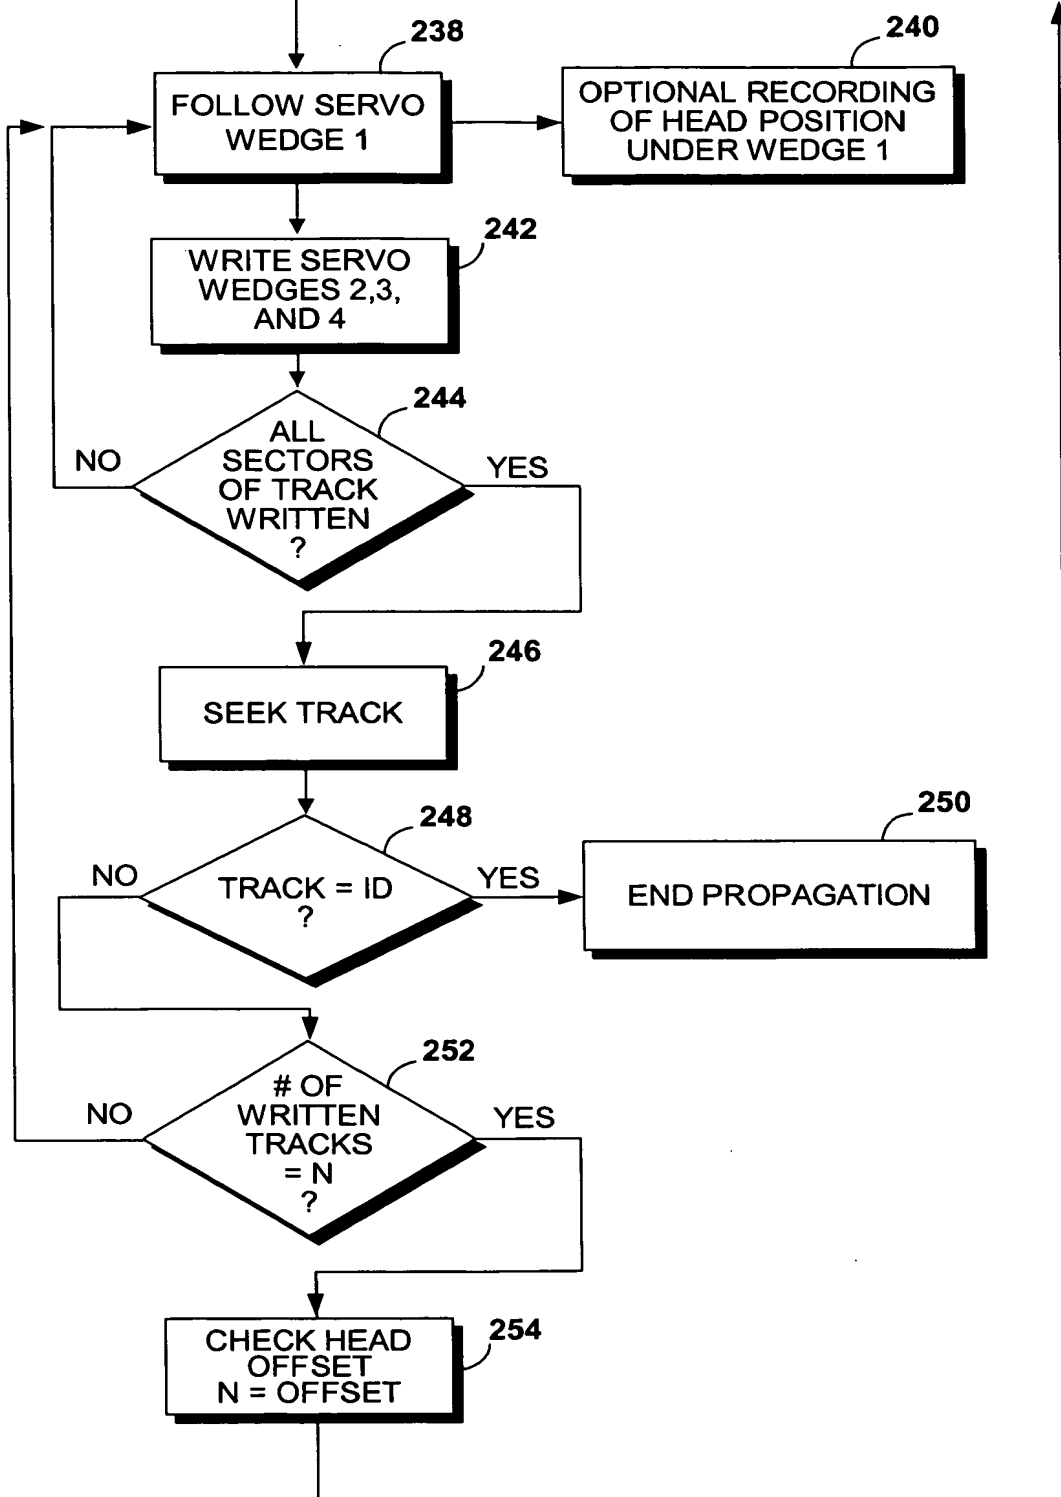 238
FOLLOW SERVO
WEDGE 1
240
OPTIONAL RECORDING
OF HEAD POSITION
UNDER WEDGE 1
242
WRITE SERVO
WEDGES 2,3,
AND 4
244
ALL
SECTORS
OF TRACK
WRITTEN
?
NO
YES
246
SEEK TRACK
248
TRACK = ID
?
NO
YES
250
END PROPAGATION
252
# OF
WRITTEN
TRACKS
= N
?
NO
YES
254
CHECK HEAD
OFFSET
N = OFFSET